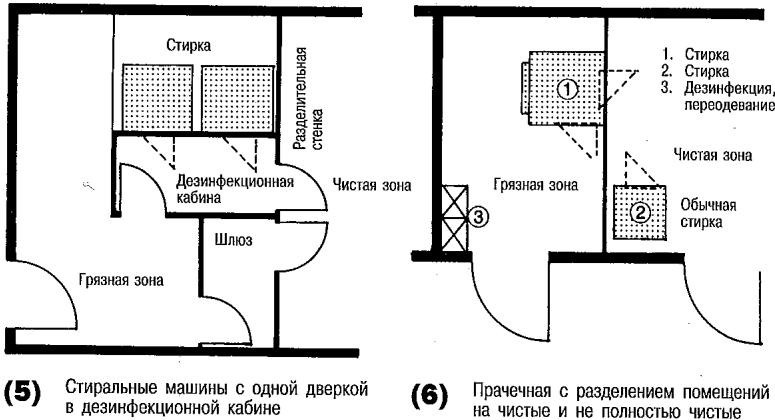 Стирка
Разделительная
стенка
Дезинфекционная
кабина
Чистая зона
Шлюз
Грязная зона
(5) Стиральные машины с одной дверкой
в дезинфекционной кабине
1. Стирка
2. Стирка
3. Дезинфекция,
переодевание
1
Чистая зона
Грязная зона
3
2
Обычная
стирка
(6) Прачечная с разделением помещений
на чистые и не полностью чистые